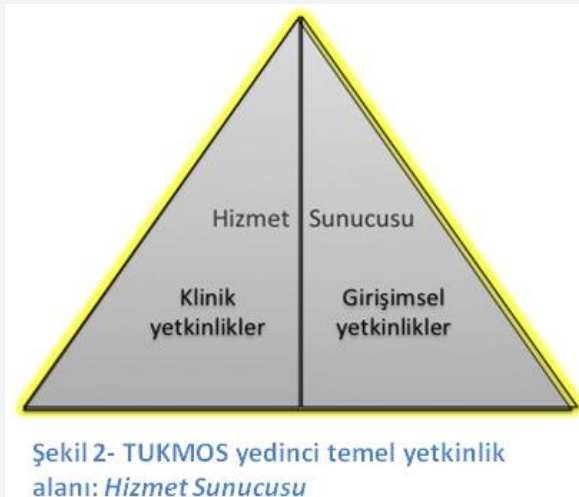 Hizmet Sunucusu
Klinik
yetkinlikler
Girişimsel
yetkinlikler
Şekil 2- TUKMOS yedinci temel yetkinlik
alanı: Hizmet Sunucusu